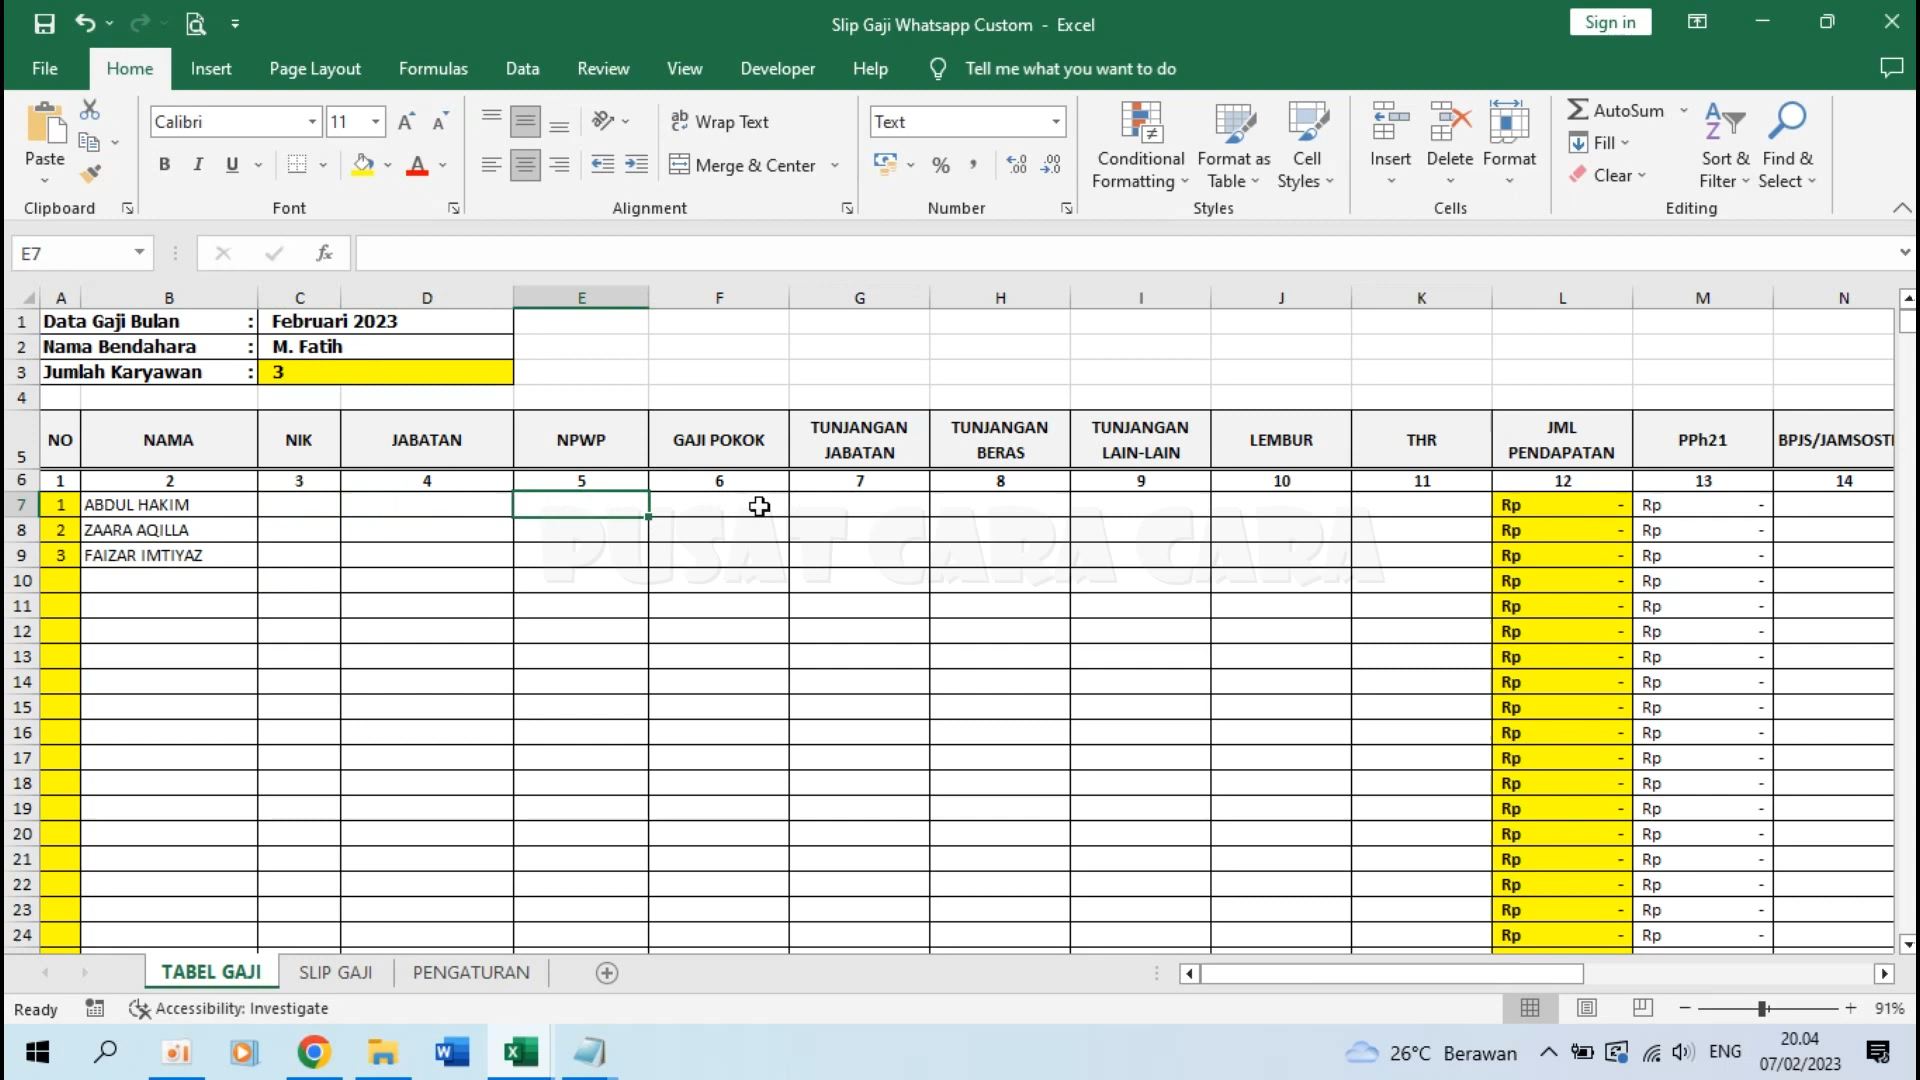 Slip Gaji Whatsapp Custom - Excel
Sign in
File Home Insert Page Layout Formulas Data Review View Developer Help Tell me what you want to do
Paste
Clipboard
Calibri 11
B I U
Font
Wrap Text
Merge & Center
Alignment
Text
Number
Conditional Formatting
Format as Table
Cell Styles
Styles
Insert Delete Format
Cells
AutoSum
Fill
Clear
Sort & Filter
Find & Select
Editing
E7 fx
A B C D E F G H I J K L M N
1 Data Gaji Bulan : Februari 2023
2 Nama Bendahara : M. Fatih
3 Jumlah Karyawan : 3
4
5 NO NAMA NIK JABATAN NPWP GAJI POKOK TUNJANGAN JABATAN TUNJANGAN BERAS TUNJANGAN LAIN-LAIN LEMBUR THR JML PENDAPATAN PPh21 BPJS/JAMSOSTE
6 1 2 3 4 5 6 7 8 9 10 11 12 13 14
7 1 ABDUL HAKIM Rp - Rp -
8 2 ZAARA AQILLA Rp - Rp -
9 3 FAIZAR IMTIYAZ Rp - Rp -
10 Rp - Rp -
11 Rp - Rp -
12 Rp - Rp -
13 Rp - Rp -
14 Rp - Rp -
15 Rp - Rp -
16 Rp - Rp -
17 Rp - Rp -
18 Rp - Rp -
19 Rp - Rp -
20 Rp - Rp -
21 Rp - Rp -
22 Rp - Rp -
23 Rp - Rp -
24 Rp - Rp -
PUSAT CARA CARA
TABEL GAJI SLIP GAJI PENGATURAN
Ready Accessibility: Investigate 91%
26°C Berawan ENG 20.04
07/02/2023